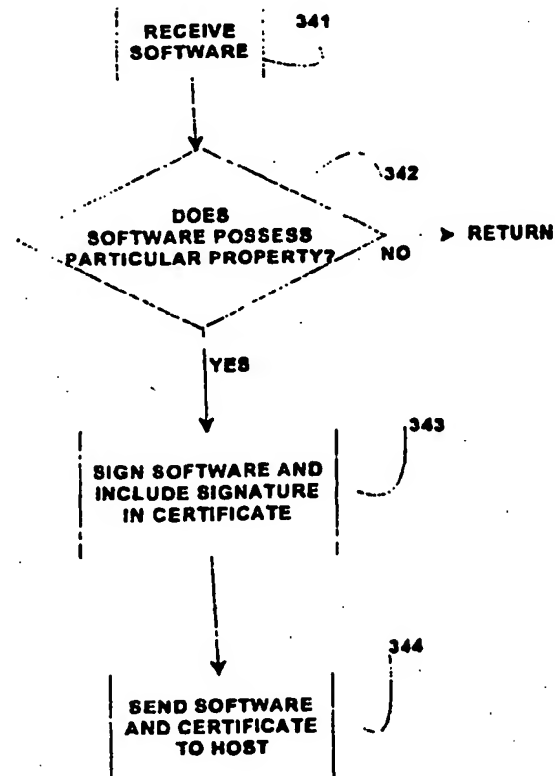 341
RECEIVE
SOFTWARE
342
DOES
SOFTWARE POSSESS
PARTICULAR PROPERTY?
NO
RETURN
YES
343
SIGN SOFTWARE AND
INCLUDE SIGNATURE
IN CERTIFICATE
344
SEND SOFTWARE
AND CERTIFICATE
TO HOST